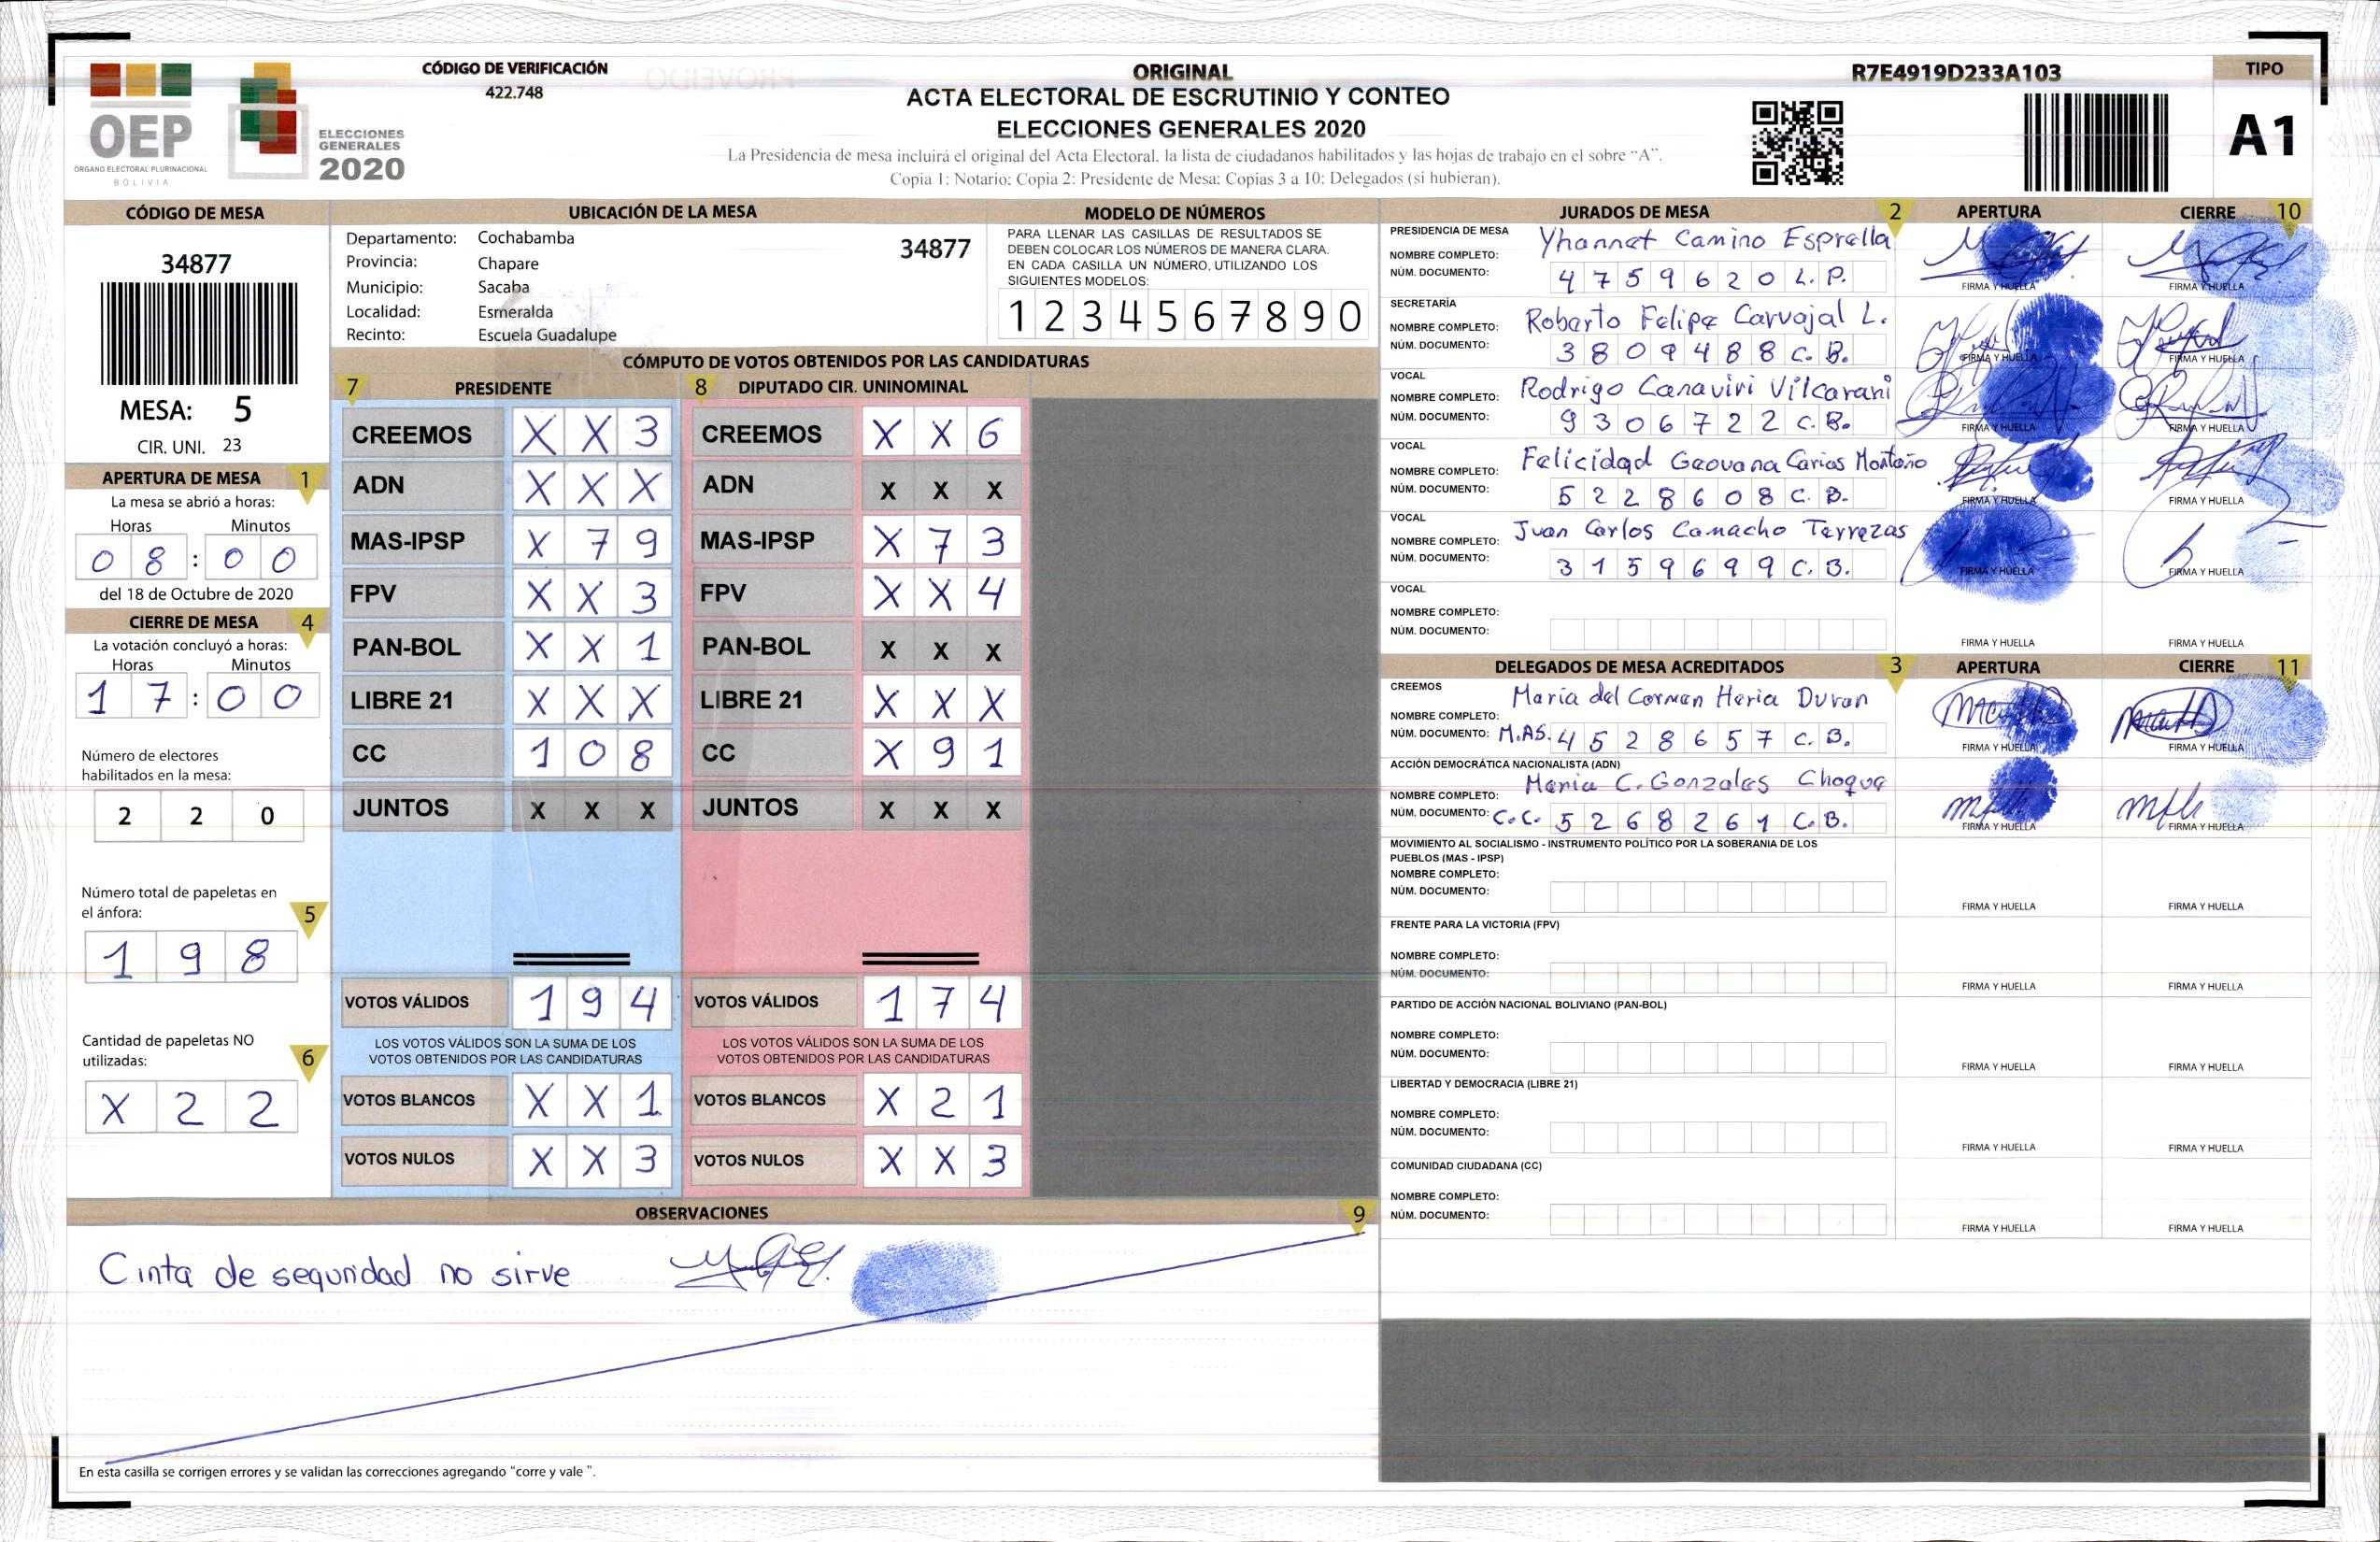 CÓDIGO DE VERIFICACIÓN
422.748
ORIGINAL
ACTA ELECTORAL DE ESCRUTINIO Y CONTEO
ELECCIONES GENERALES 2020
La Presidencia de mesa incluirá el original del Acta Electoral, la lista de ciudadanos habilitados y las hojas de trabajo en el sobre "A".
Copia 1: Notario; Copia 2: Presidente de Mesa; Copias 3 a 10: Delegados (si hubieran).
R7E4919D233A103
TIPO
A1
OEP
ÓRGANO ELECTORAL PLURINACIONAL
BOLIVIA
ELECCIONES
GENERALES
2020
CÓDIGO DE MESA
34877
MESA: 5
CIR. UNI. 23
APERTURA DE MESA 1
La mesa se abrió a horas:
Horas Minutos
0 8 : 0 0
del 18 de Octubre de 2020
CIERRE DE MESA 4
La votación concluyó a horas:
Horas Minutos
1 7 : 0 0
Número de electores
habilitados en la mesa:
2 2 0
Número total de papeletas en
el ánfora:
5
1 9 8
Cantidad de papeletas NO
utilizadas:
6
X 2 2
UBICACIÓN DE LA MESA
Departamento: Cochabamba
34877
Provincia: Chapare
Municipio: Sacaba
Localidad: Esmeralda
Recinto: Escuela Guadalupe
MODELO DE NÚMEROS
PARA LLENAR LAS CASILLAS DE RESULTADOS SE
DEBEN COLOCAR LOS NÚMEROS DE MANERA CLARA.
EN CADA CASILLA UN NÚMERO, UTILIZANDO LOS
SIGUIENTES MODELOS:
1 2 3 4 5 6 7 8 9 0
CÓMPUTO DE VOTOS OBTENIDOS POR LAS CANDIDATURAS
7 PRESIDENTE
CREEMOS X X 3
ADN X X X
MAS-IPSP X 7 9
FPV X X 3
PAN-BOL X X 1
LIBRE 21 X X X
CC 1 0 8
JUNTOS X X X
VOTOS VÁLIDOS 1 9 4
LOS VOTOS VÁLIDOS SON LA SUMA DE LOS
VOTOS OBTENIDOS POR LAS CANDIDATURAS
VOTOS BLANCOS X X 1
VOTOS NULOS X X 3
8 DIPUTADO CIR. UNINOMINAL
CREEMOS X X 6
ADN X X X
MAS-IPSP X 7 3
FPV X X 4
PAN-BOL X X X
LIBRE 21 X X X
CC X 9 1
JUNTOS X X X
VOTOS VÁLIDOS 1 7 4
LOS VOTOS VÁLIDOS SON LA SUMA DE LOS
VOTOS OBTENIDOS POR LAS CANDIDATURAS
VOTOS BLANCOS X 2 1
VOTOS NULOS X X 3
OBSERVACIONES 9
Cinta de seguridad no sirve
En esta casilla se corrigen errores y se validan las correcciones agregando "corre y vale ".
JURADOS DE MESA 2 APERTURA CIERRE 10
PRESIDENCIA DE MESA
NOMBRE COMPLETO: Yhannet Camino Esprella
NÚM. DOCUMENTO: 4 7 5 9 6 2 0 L. P.
FIRMA Y HUELLA FIRMA Y HUELLA
SECRETARÍA
NOMBRE COMPLETO: Roberto Felipe Carvajal L.
NÚM. DOCUMENTO: 3 8 0 9 4 8 8 C. B.
FIRMA Y HUELLA FIRMA Y HUELLA
VOCAL
NOMBRE COMPLETO: Rodrigo Canaviri Vilcarani
NÚM. DOCUMENTO: 9 3 0 6 7 2 2 C. B.
FIRMA Y HUELLA FIRMA Y HUELLA
VOCAL
NOMBRE COMPLETO: Felicidad Geovana Carias Montaño
NÚM. DOCUMENTO: 5 2 2 8 6 0 8 C. B.
FIRMA Y HUELLA FIRMA Y HUELLA
VOCAL
NOMBRE COMPLETO: Juan Carlos Camacho Terrazas
NÚM. DOCUMENTO: 3 1 5 9 6 9 9 C. B.
FIRMA Y HUELLA FIRMA Y HUELLA
VOCAL
NOMBRE COMPLETO:
NÚM. DOCUMENTO:
FIRMA Y HUELLA FIRMA Y HUELLA
DELEGADOS DE MESA ACREDITADOS 3 APERTURA CIERRE 11
CREEMOS
NOMBRE COMPLETO: Maria del Carmen Heria Duran
NÚM. DOCUMENTO: M.AS. 4 5 2 8 6 5 7 C. B.
FIRMA Y HUELLA FIRMA Y HUELLA
ACCIÓN DEMOCRÁTICA NACIONALISTA (ADN)
NOMBRE COMPLETO: Maria C. Gonzales Choque
NÚM. DOCUMENTO: C.C. 5 2 6 8 2 6 1 C. B.
FIRMA Y HUELLA FIRMA Y HUELLA
MOVIMIENTO AL SOCIALISMO - INSTRUMENTO POLÍTICO POR LA SOBERANIA DE LOS
PUEBLOS (MAS - IPSP)
NOMBRE COMPLETO:
NÚM. DOCUMENTO:
FIRMA Y HUELLA FIRMA Y HUELLA
FRENTE PARA LA VICTORIA (FPV)
NOMBRE COMPLETO:
NÚM. DOCUMENTO:
FIRMA Y HUELLA FIRMA Y HUELLA
PARTIDO DE ACCIÓN NACIONAL BOLIVIANO (PAN-BOL)
NOMBRE COMPLETO:
NÚM. DOCUMENTO:
FIRMA Y HUELLA FIRMA Y HUELLA
LIBERTAD Y DEMOCRACIA (LIBRE 21)
NOMBRE COMPLETO:
NÚM. DOCUMENTO:
FIRMA Y HUELLA FIRMA Y HUELLA
COMUNIDAD CIUDADANA (CC)
NOMBRE COMPLETO:
NÚM. DOCUMENTO:
FIRMA Y HUELLA FIRMA Y HUELLA